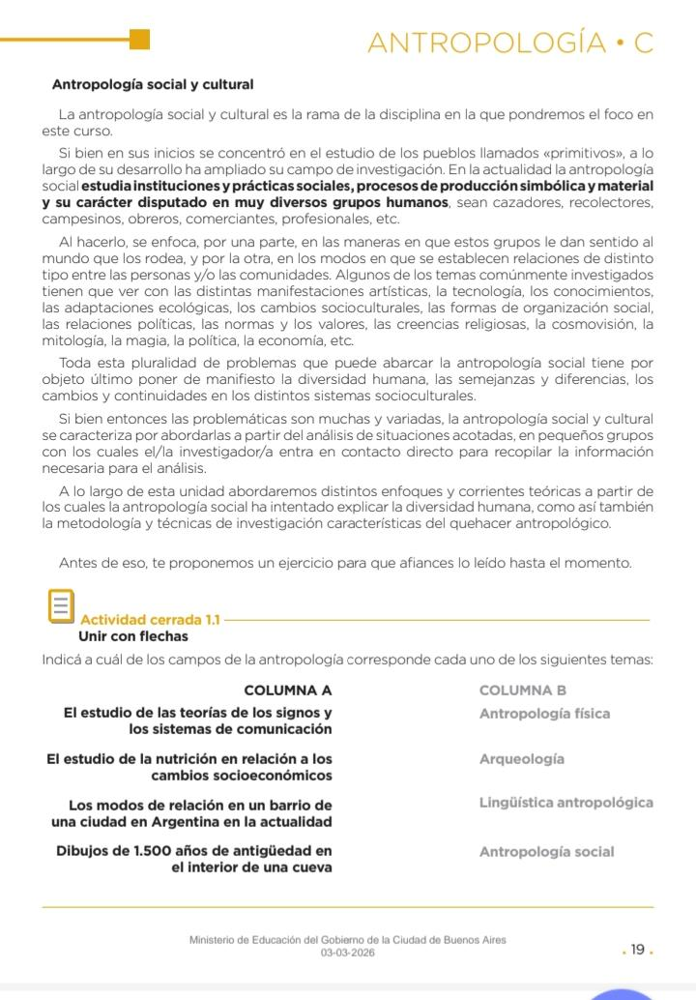 ANTROPOLOGÍA • C
Antropología social y cultural
La antropología social y cultural es la rama de la disciplina en la que pondremos el foco en
este curso.
Si bien en sus inicios se concentró en el estudio de los pueblos llamados «primitivos», a lo
largo de su desarrollo ha ampliado su campo de investigación. En la actualidad la antropología
social estudia instituciones y prácticas sociales, procesos de producción simbólica y material
y su carácter disputado en muy diversos grupos humanos, sean cazadores, recolectores,
campesinos, obreros, comerciantes, profesionales, etc.
Al hacerlo, se enfoca, por una parte, en las maneras en que estos grupos le dan sentido al
mundo que los rodea, y por la otra, en los modos en que se establecen relaciones de distinto
tipo entre las personas y/o las comunidades. Algunos de los temas comúnmente investigados
tienen que ver con las distintas manifestaciones artísticas, la tecnología, los conocimientos,
las adaptaciones ecológicas, los cambios socioculturales, las formas de organización social,
las relaciones políticas, las normas y los valores, las creencias religiosas, la cosmovisión, la
mitología, la magia, la política, la economía, etc.
Toda esta pluralidad de problemas que puede abarcar la antropología social tiene por
objeto último poner de manifiesto la diversidad humana, las semejanzas y diferencias, los
cambios y continuidades en los distintos sistemas socioculturales.
Si bien entonces las problemáticas son muchas y variadas, la antropología social y cultural
se caracteriza por abordarlas a partir del análisis de situaciones acotadas, en pequeños grupos
con los cuales el/la investigador/a entra en contacto directo para recopilar la información
necesaria para el análisis.
A lo largo de esta unidad abordaremos distintos enfoques y corrientes teóricas a partir de
los cuales la antropología social ha intentado explicar la diversidad humana, como así también
la metodología y técnicas de investigación características del quehacer antropológico.
Antes de eso, te proponemos un ejercicio para que afiances lo leído hasta el momento.
Actividad cerrada 1.1
Unir con flechas
Indicá a cuál de los campos de la antropología corresponde cada uno de los siguientes temas:
COLUMNA A
El estudio de las teorías de los signos y
los sistemas de comunicación
El estudio de la nutrición en relación a los
cambios socioeconómicos
Los modos de relación en un barrio de
una ciudad en Argentina en la actualidad
Dibujos de 1.500 años de antigüedad en
el interior de una cueva
COLUMNA B
Antropología física
Arqueología
Lingüística antropológica
Antropología social
Ministerio de Educación del Gobierno de la Ciudad de Buenos Aires
03-03-2026
. 19 .